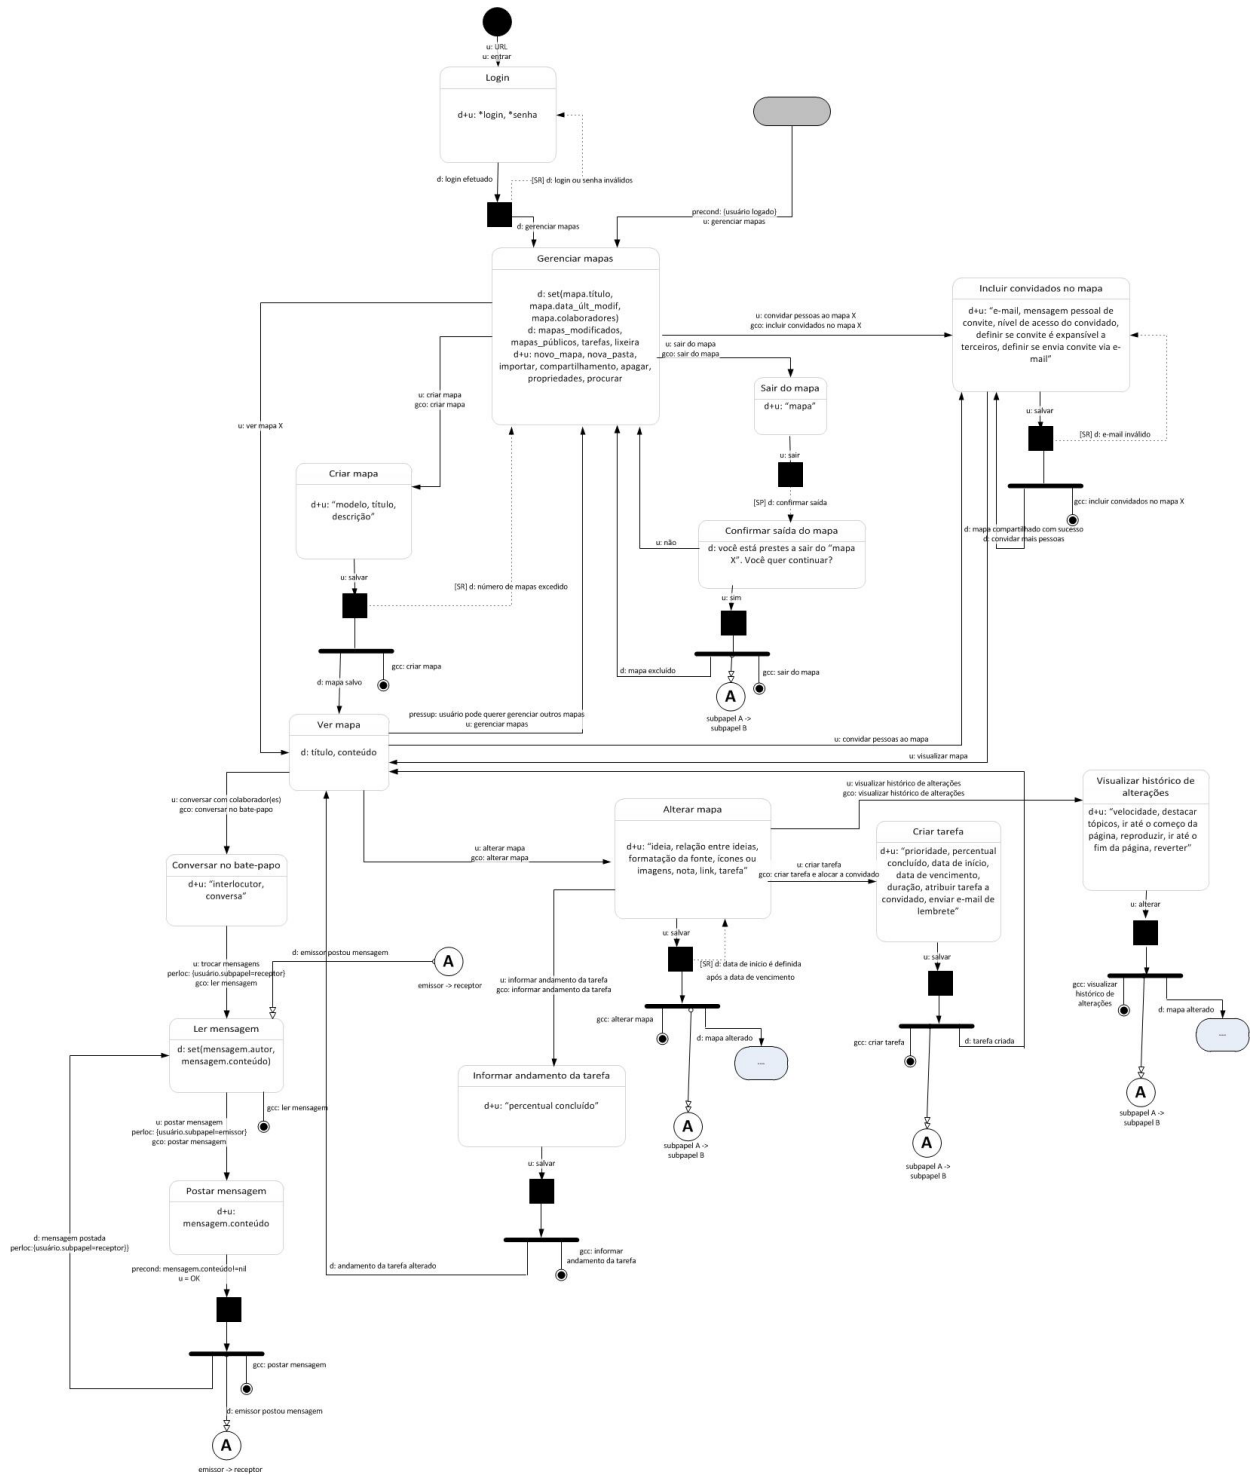 u: URL
u: entrar
Login
d+u: *login, *senha
d: login efetuado
[SR] d: login ou senha inválidos
d: gerenciar mapas
precond: (usuário logado)
u: gerenciar mapas
Gerenciar mapas
d: set(mapa.título,
mapa.data_últ_modif,
mapa.colaboradores)
d: mapas_modificados,
mapas_públicos, tarefas, lixeira
d+u: novo_mapa, nova_pasta,
importar, compartilhamento, apagar,
propriedades, procurar
u: convidar pessoas ao mapa X
gco: incluir convidados no mapa X
Incluir convidados no mapa
d+u: “e-mail, mensagem pessoal de
convite, nível de acesso do convidado,
definir se convite é expansível a
terceiros, definir se envia convite via e-
mail”
u: sair do mapa
gco: sair do mapa
Sair do mapa
d+u: “mapa”
u: sair
[SP] d: confirmar saída
u: salvar
[SR] d: e-mail inválido
gcc: incluir convidados no mapa X
d: mapa compartilhado com sucesso
d: convidar mais pessoas
u: criar mapa
gco: criar mapa
u: ver mapa X
Criar mapa
d+u: “modelo, título,
descrição”
u: salvar
[SR] d: número de mapas excedido
gcc: criar mapa
d: mapa salvo
Confirmar saída do mapa
d: você está prestes a sair do “mapa
X”. Você quer continuar?
u: não
u: sim
d: mapa excluído
gcc: sair do mapa
A
subpapel A ->
subpapel B
Ver mapa
d: título, conteúdo
pressup: usuário pode querer gerenciar outros mapas
u: gerenciar mapas
u: convidar pessoas ao mapa
u: visualizar mapa
u: conversar com colaborador(es)
gco: conversar no bate-papo
u: alterar mapa
gco: alterar mapa
Alterar mapa
d+u: “ideia, relação entre ideias,
formatação da fonte, ícones ou
imagens, nota, link, tarefa”
u: visualizar histórico de alterações
gco: visualizar histórico de alterações
Visualizar histórico de
alterações
d+u: “velocidade, destacar
tópicos, ir até o começo da
página, reproduzir, ir até o
fim da página, reverter”
u: criar tarefa
gco: criar tarefa e alocar a convidado
Criar tarefa
d+u: “prioridade, percentual
concluído, data de início,
data de vencimento,
duração, atribuir tarefa a
convidado, enviar e-mail de
lembrete”
Conversar no bate-papo
d+u: “interlocutor,
conversa”
u: trocar mensagens
perloc: {usuário.subpapel=receptor}
gco: ler mensagem
d: emissor postou mensagem
A
emissor -> receptor
u: informar andamento da tarefa
gco: informar andamento da tarefa
u: salvar
[SR] d: data de início é definida
após a data de vencimento
gcc: alterar mapa
d: mapa alterado
...
A
subpapel A ->
subpapel B
u: salvar
gcc: criar tarefa
d: tarefa criada
A
subpapel A ->
subpapel B
u: alterar
gcc: visualizar
histórico de
alterações
d: mapa alterado
...
A
subpapel A ->
subpapel B
Ler mensagem
d: set(mensagem.autor,
mensagem.conteúdo)
gcc: ler mensagem
u: postar mensagem
perloc: {usuário.subpapel=emissor}
gco: postar mensagem
Informar andamento da tarefa
d+u: “percentual concluído”
u: salvar
gcc: informar
andamento da tarefa
d: andamento da tarefa alterado
Postar mensagem
d+u:
mensagem.conteúdo
d: mensagem postada
perloc:{usuário.subpapel=receptor}}
precond: mensagem.conteúdo!=nil
u = OK
gcc: postar mensagem
d: emissor postou mensagem
A
emissor -> receptor